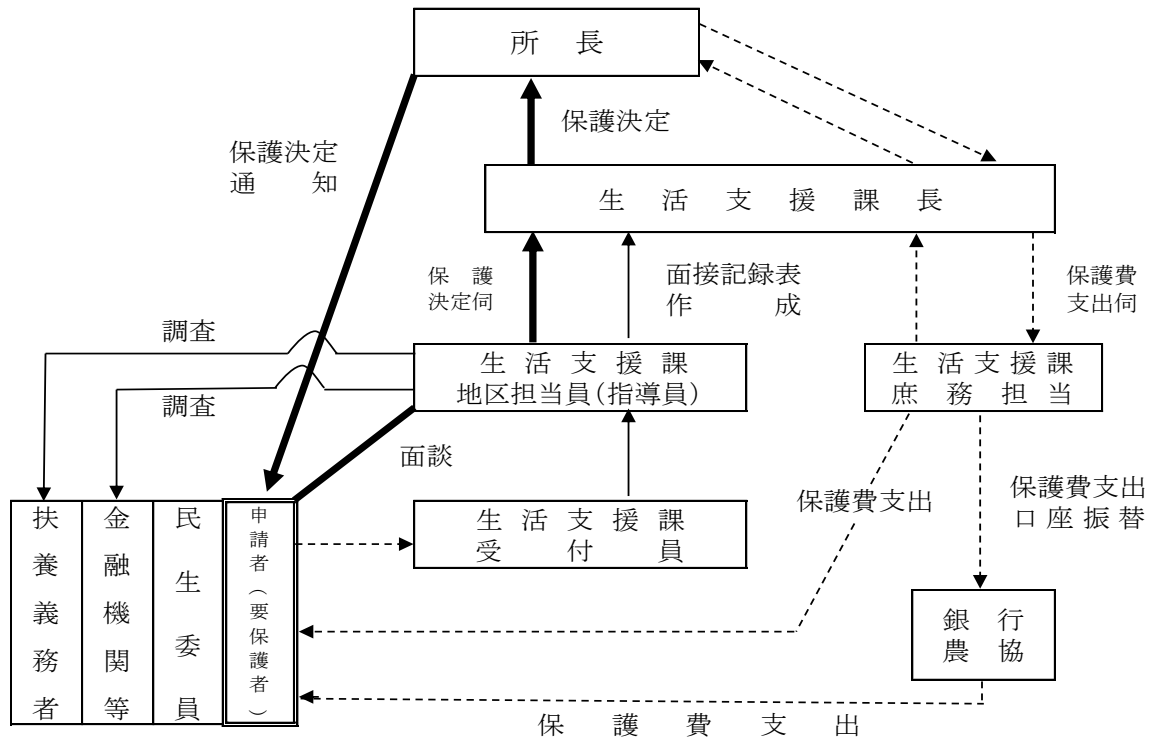 所長
保護決定
保護決定
通知
生活支援課長
保護
決定伺
面接記録表
作成
保護費
支出伺
調査
生活支援課
地区担当員(指導員)
生活支援課
庶務担当
調査
面談
保護費支出
保護費支出
口座振替
扶養義務者
金融機関等
民生委員
申請者(要保護者)
生活支援課
受付員
銀行
農協
保護費支出